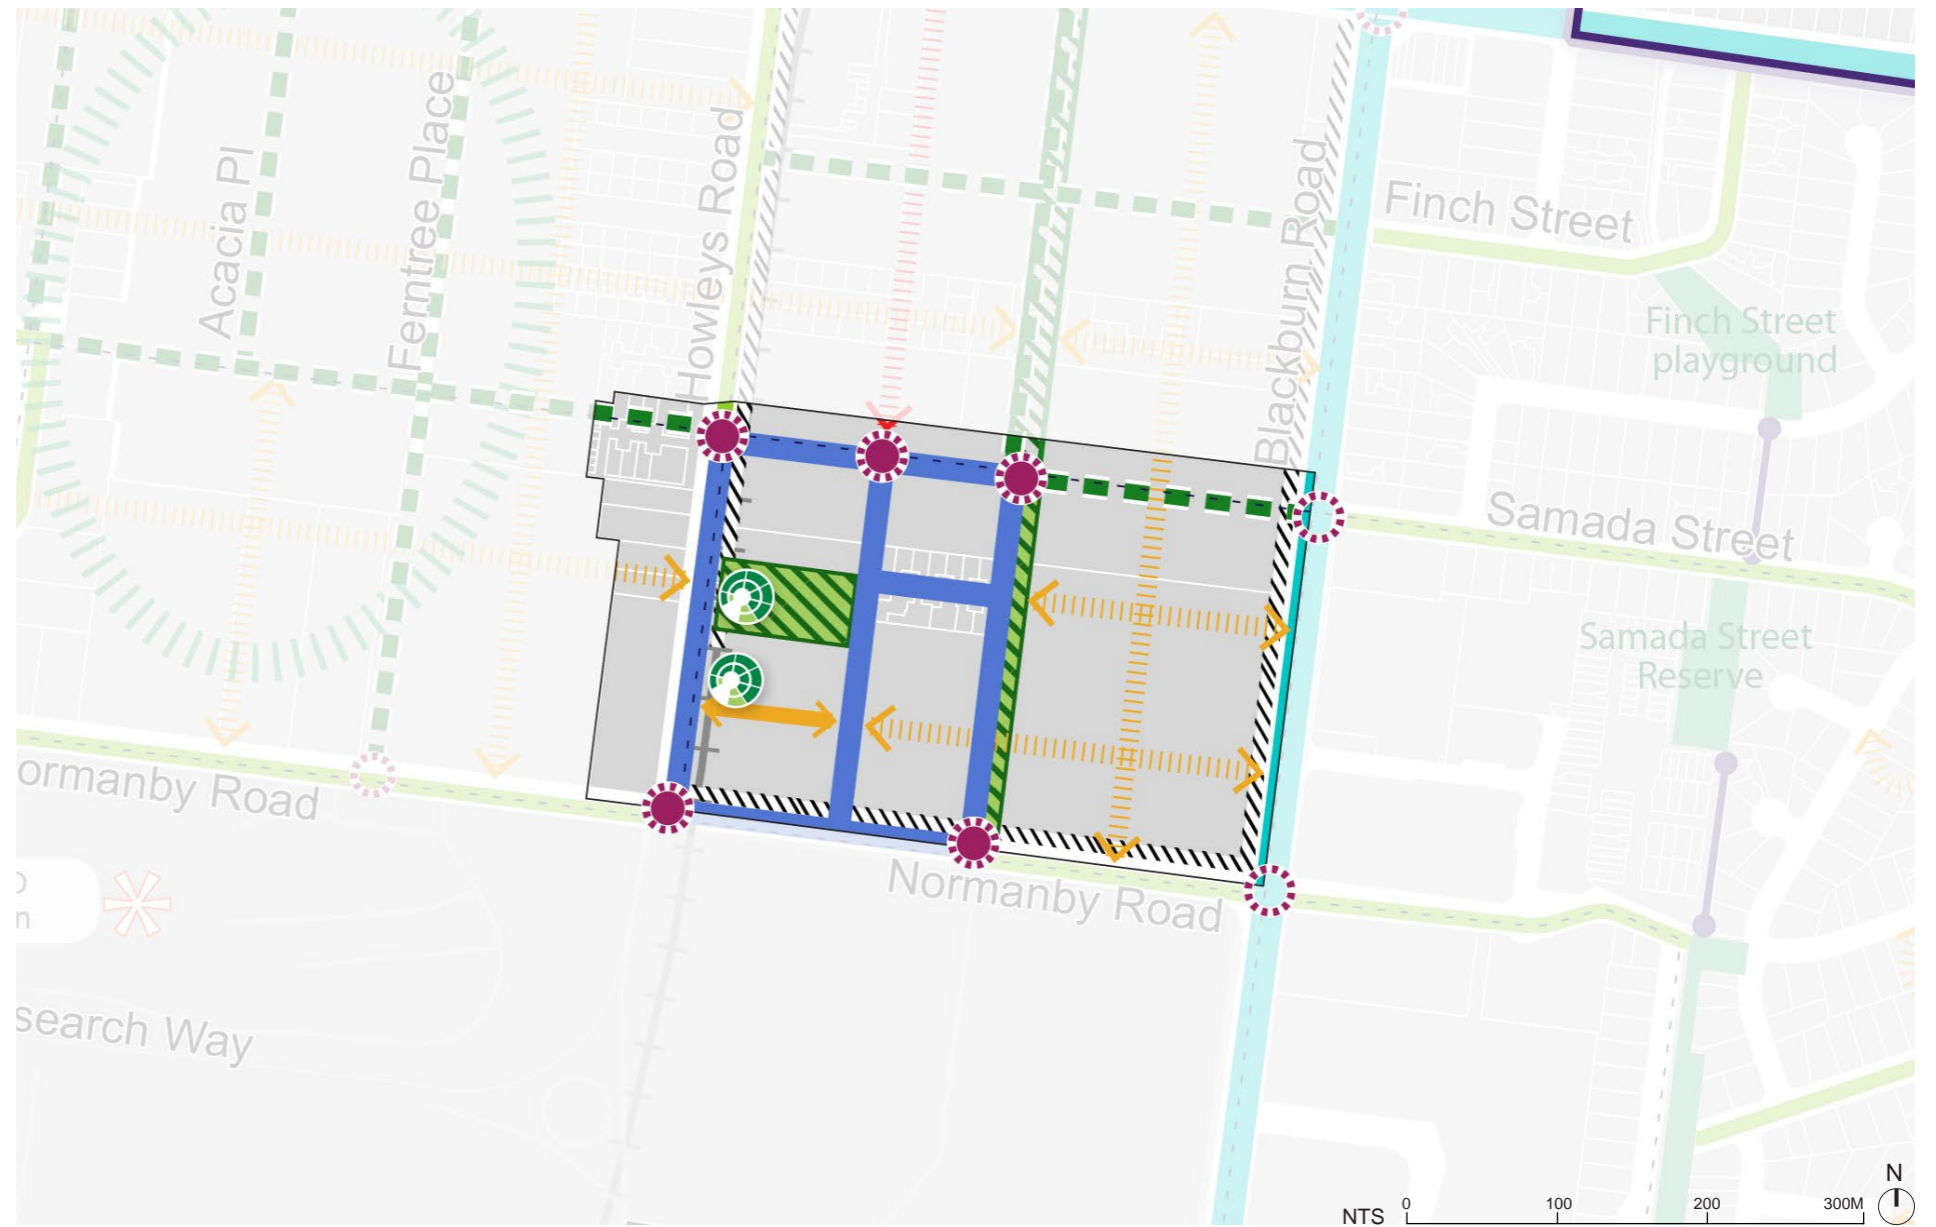 Acacia Pl
Ferntree Place
Howleys Road
Blackburn Road
Finch Street
Finch Street
playground
Samada Street
Samada Street
Reserve
ormanby Road
Normanby Road
n
search Way
N
NTS
0
100
200
300M